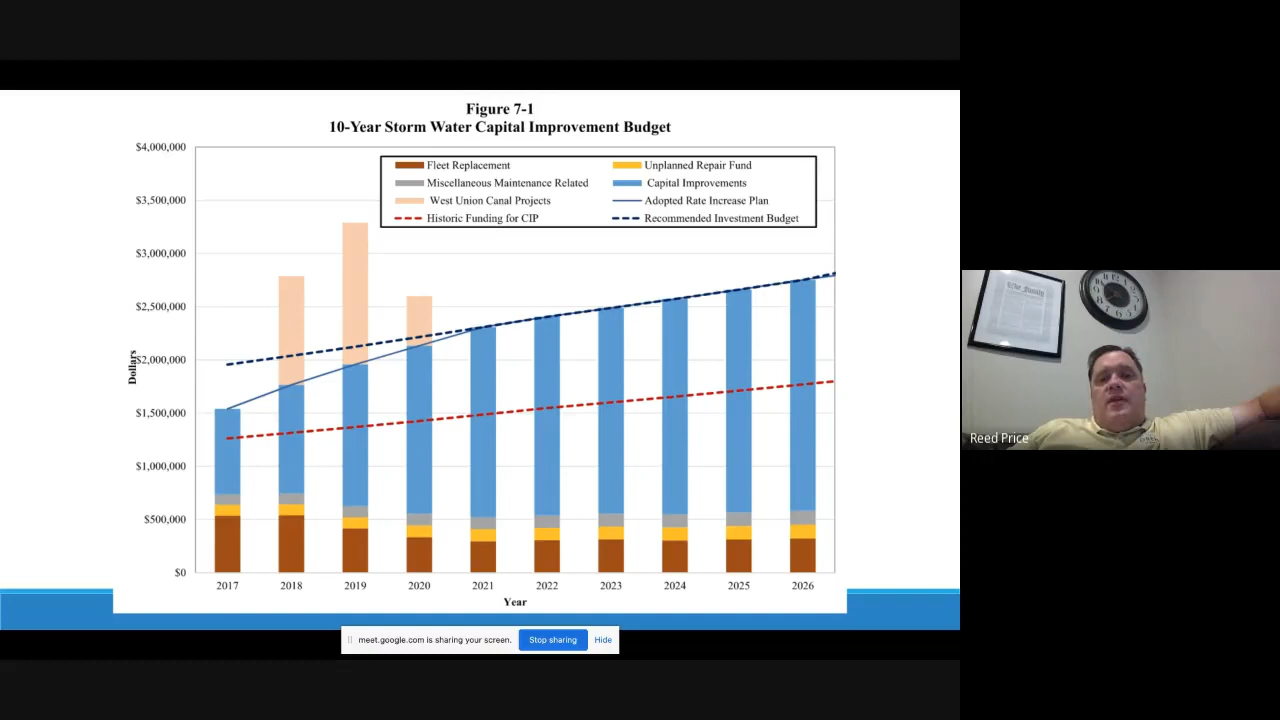 Figure 7-1
10-Year Storm Water Capital Improvement Budget
$4,000,000
$3,500,000
$3,000,000
$2,500,000
$2,000,000
$1,500,000
$1,000,000
$500,000
$0
Dollars
Fleet Replacement
Unplanned Repair Fund
Miscellaneous Maintenance Related
Capital Improvements
West Union Canal Projects
Adopted Rate Increase Plan
Historic Funding for CIP
Recommended Investment Budget
2017 2018 2019 2020 2021 2022 2023 2024 2025 2026
Year
meet.google.com is sharing your screen. Stop sharing Hide
Reed Price